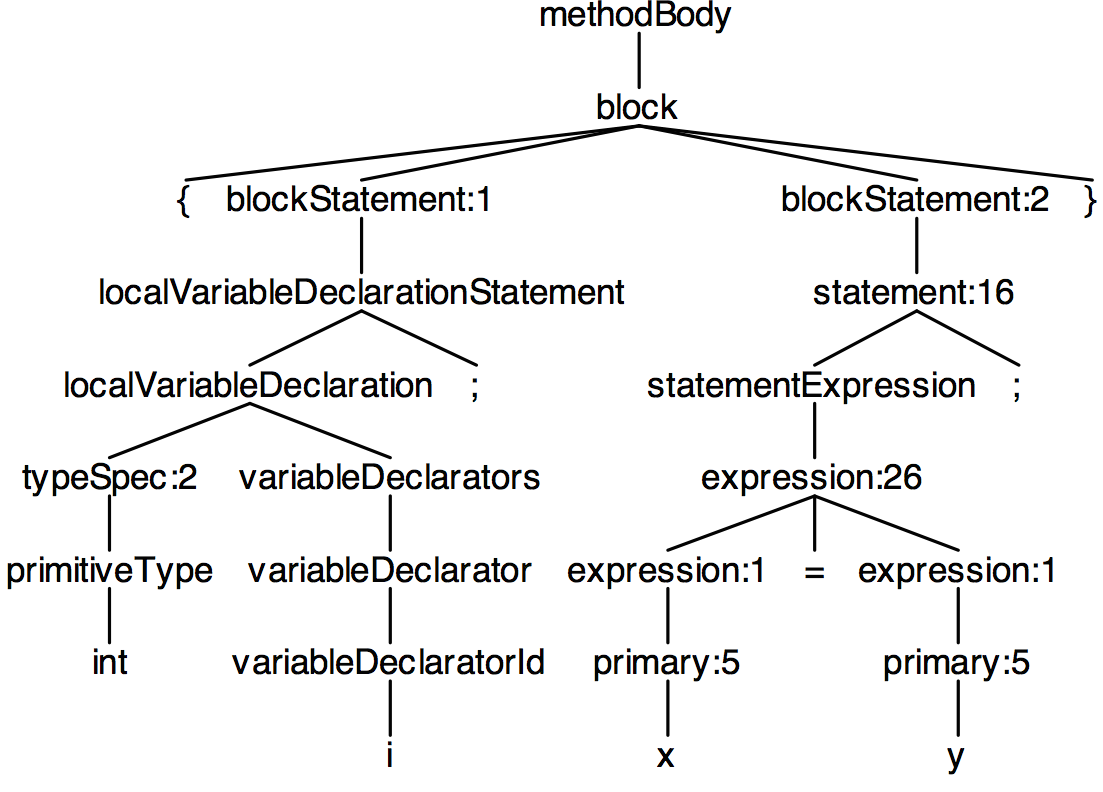 methodBody
block
{ blockStatement:1 blockStatement:2 }
localVariableDeclarationStatement statement:16
localVariableDeclaration ; statementExpression ;
typeSpec:2 variableDeclarators expression:26
primitiveType variableDeclarator expression:1 = expression:1
int variableDeclaratorId primary:5 primary:5
i x y